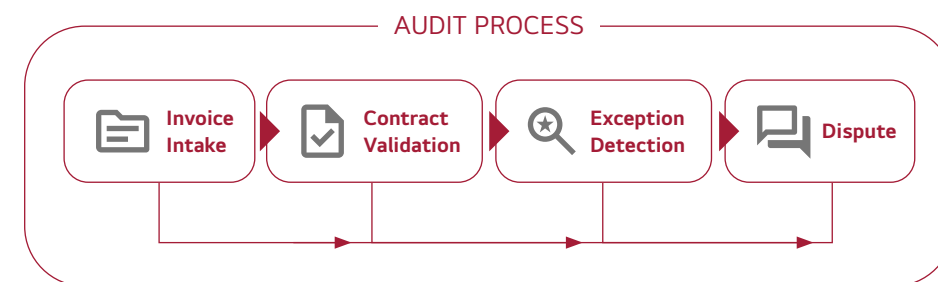 AUDIT PROCESS
Invoice
Intake
Contract
Validation
Exception
Detection
Dispute